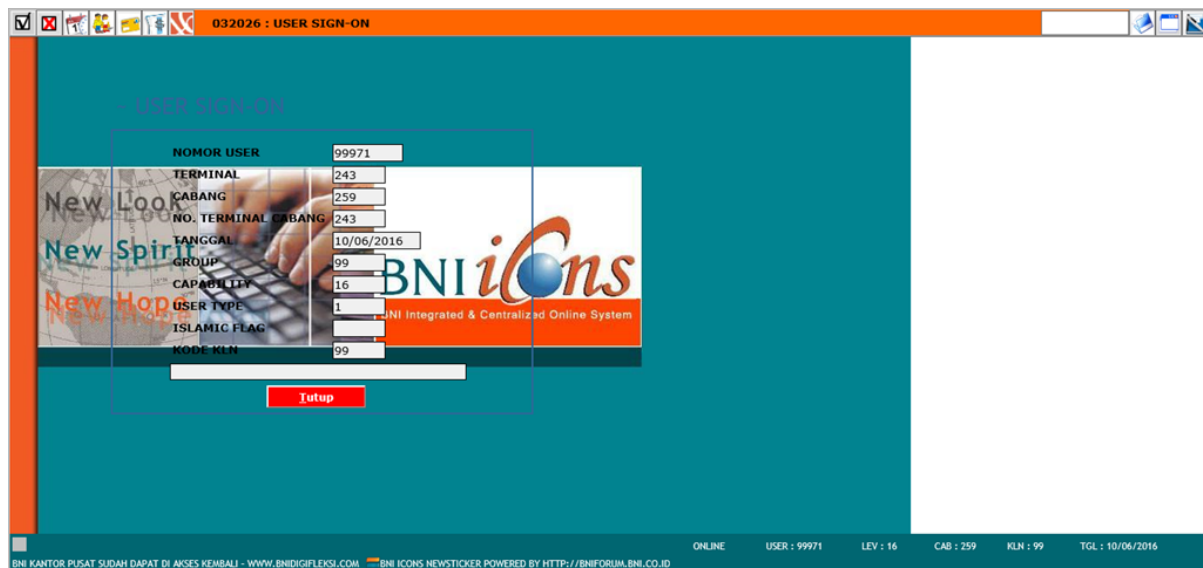 032026 : USER SIGN-ON
- USER SIGN-ON
NOMOR USER 99971
TERMINAL 243
CABANG 259
NO. TERMINAL CABANG 243
TANGGAL 10/06/2016
GROUP 99
CAPABILITY 16
USER TYPE 1
ISLAMIC FLAG
KODE KLN 99
Tutup
New Look
New Spirit
New Hope
BNI icons
BNI Integrated & Centralized Online System
ONLINE USER : 99971 LEV : 16 CAB : 259 KLN : 99 TGL : 10/06/2016
BNI KANTOR PUSAT SUDAH DAPAT DI AKSES KEMBALI - WWW.BNIDIGIFLEKSI.COM BNI ICONS NEWSTICKER POWERED BY HTTP://BNIFORUM.BNI.CO.ID